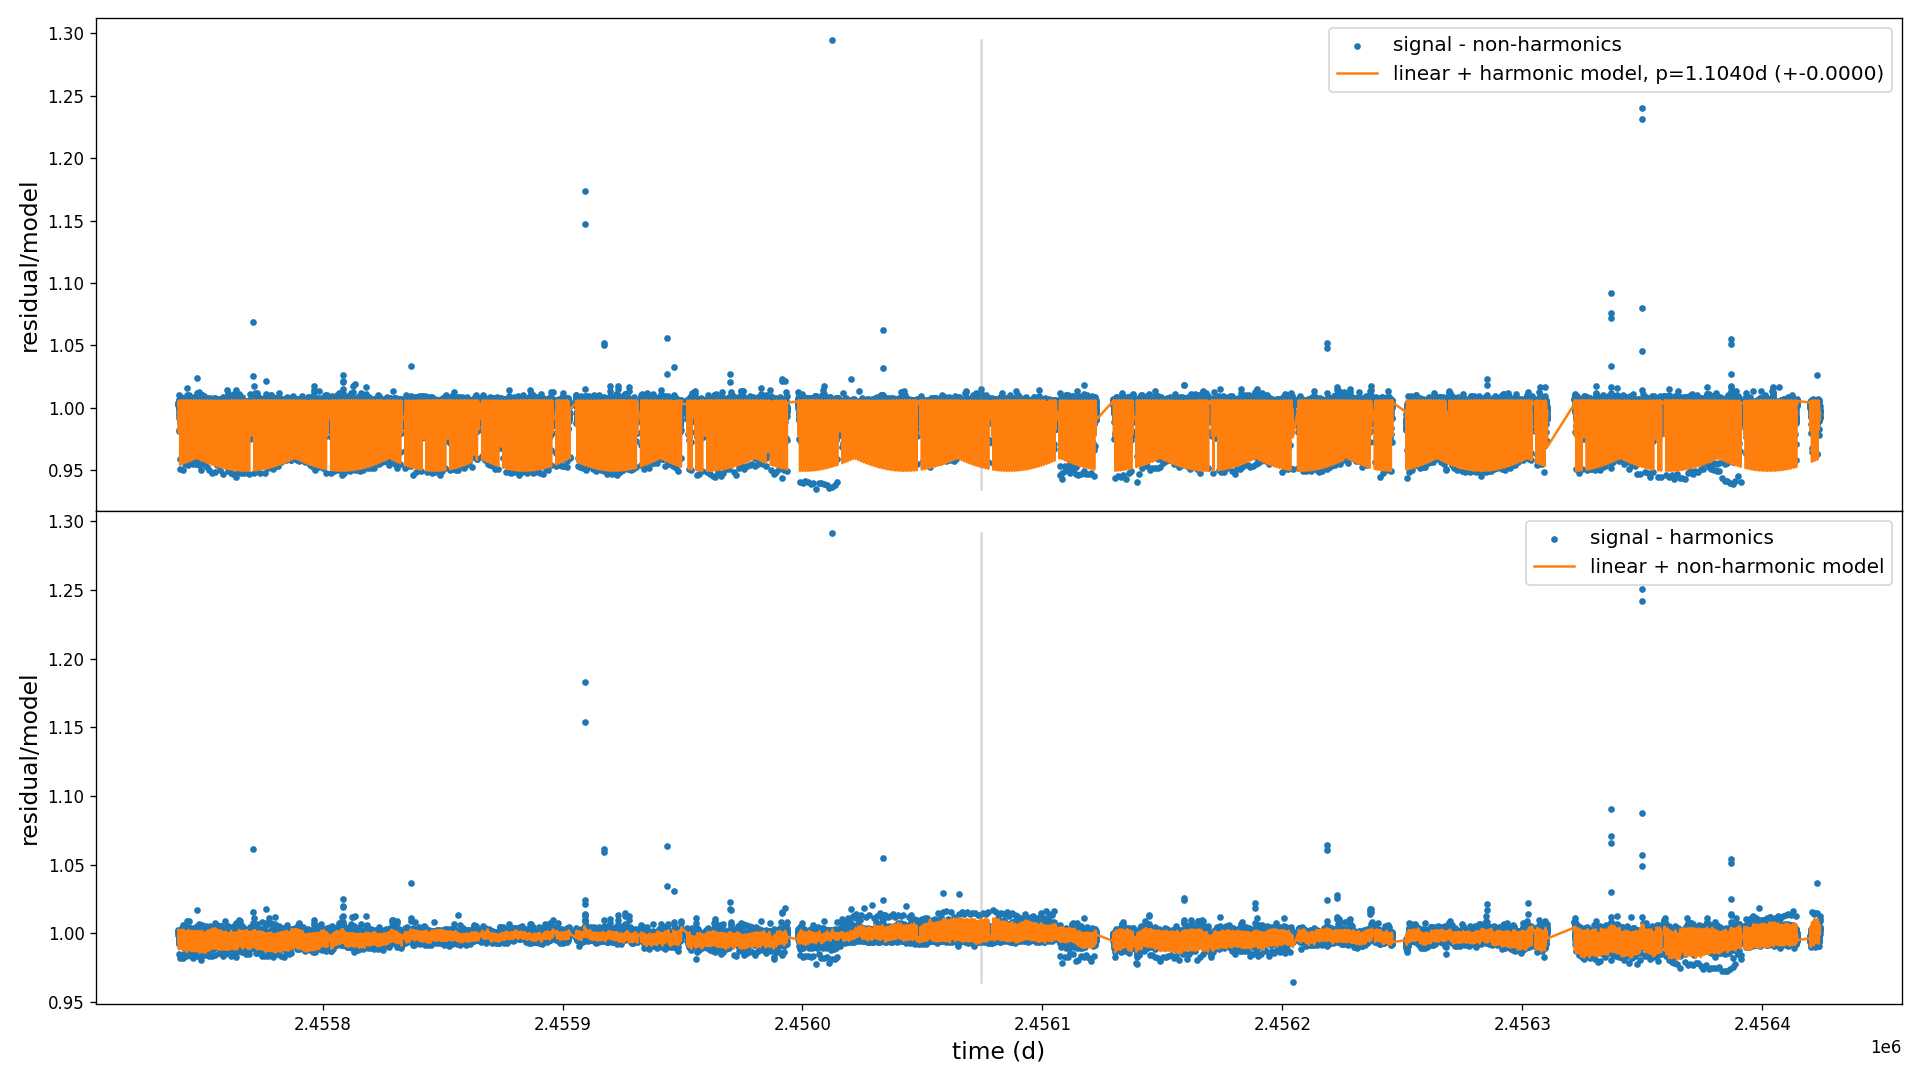 1.30
1.25
1.20
1.15
1.10
1.05
1.00
0.95
residual/model
signal - non-harmonics
linear + harmonic model, p=1.1040d (+-0.0000)
1.30
1.25
1.20
1.15
1.10
1.05
1.00
0.95
residual/model
signal - harmonics
linear + non-harmonic model
2.4558
2.4559
2.4560
2.4561
2.4562
2.4563
2.4564
1e6
time (d)